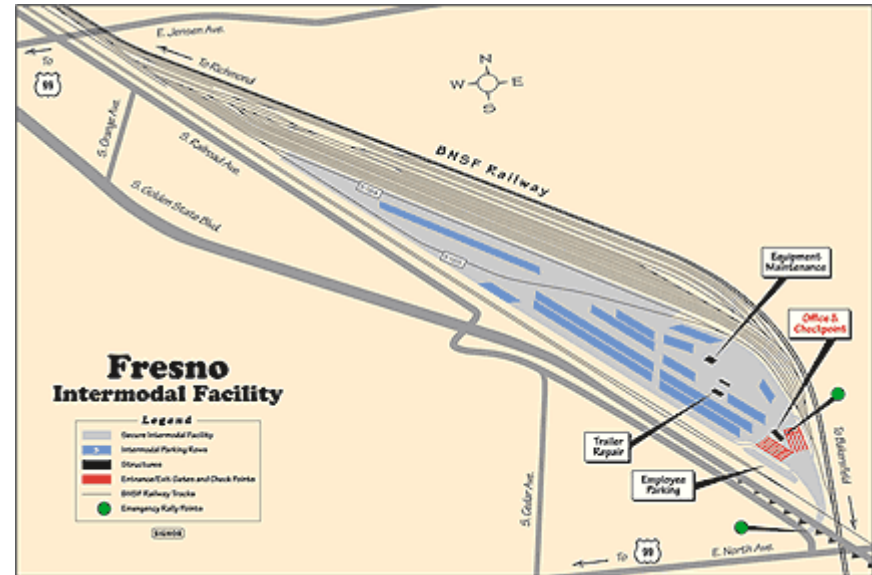 E. Jensen Ave.
To
99
To Richmond
N
W E
S
S. Orange Ave.
S. Railroad Ave.
BNSF Railway
S. Golden State Blvd.
Equipment
Maintenance
Office &
Checkpoint
Fresno
Intermodal Facility
Legend
Secure Intermodal Facility
Intermodal Parking Rows
Structures
Entrance/Exit Gates and Check Points
BNSF Railway Tracks
Emergency Rally Points
SIGNOR
Trailer
Repair
Employee
Parking
To Bakersfield
S. Cedar Ave.
To
99
E. North Ave.